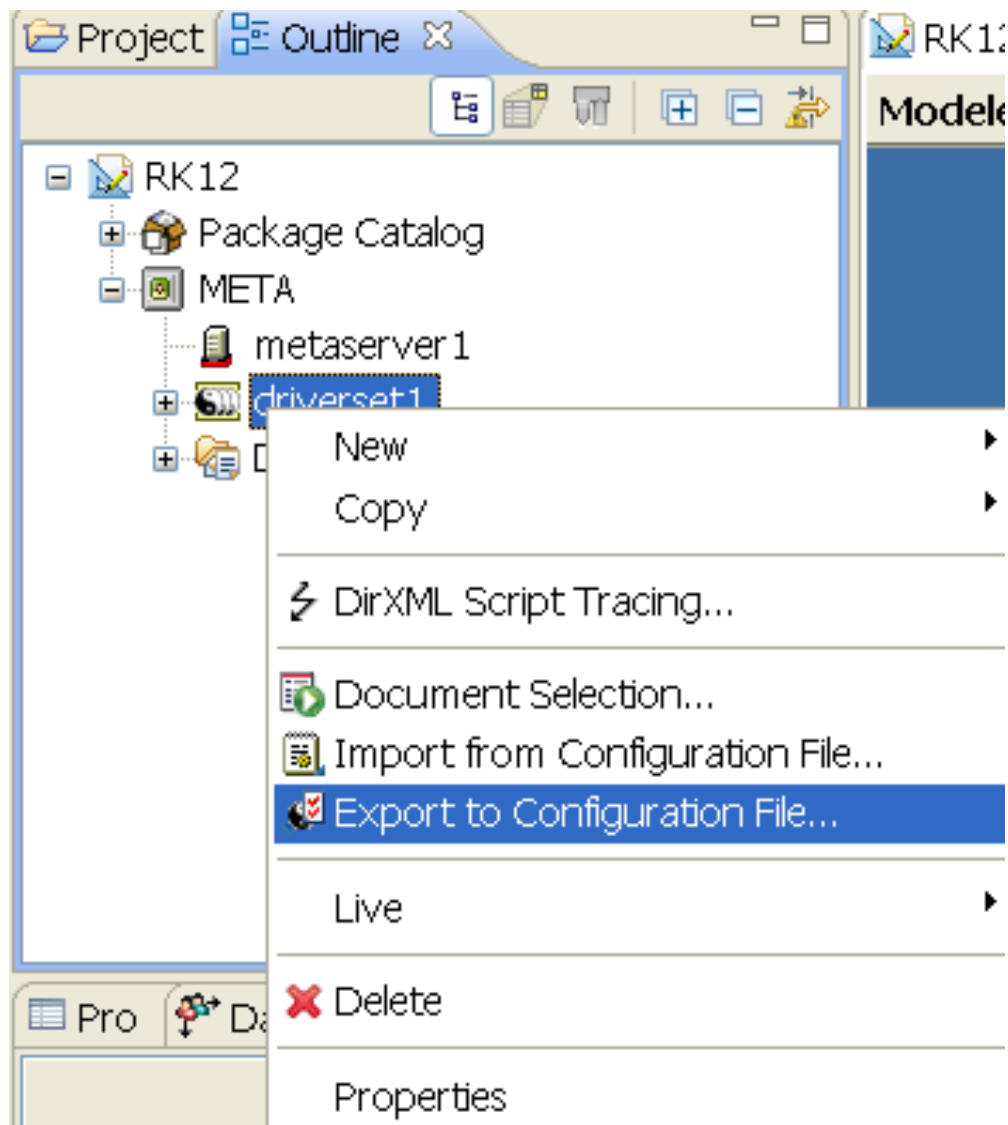 Project Outline
RK12
Modele
RK12
Package Catalog
META
metaserver1
driverset1
New
Copy
DirXML Script Tracing...
Document Selection...
Import from Configuration File...
Export to Configuration File...
Live
Delete
Pro
Da
Properties